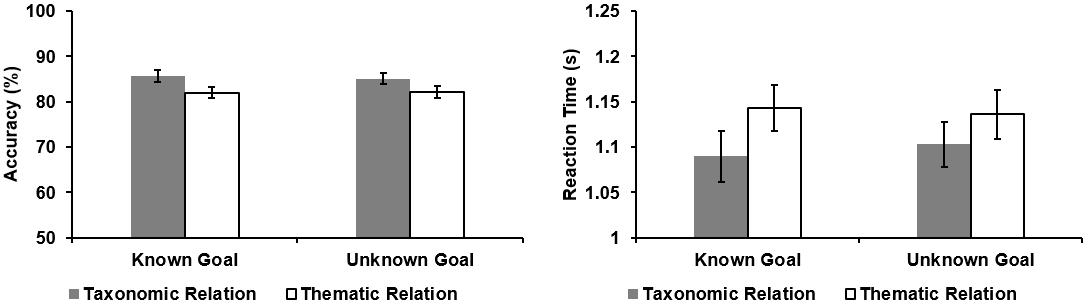 100
90
80
70
60
50
Accuracy (%)
Known Goal
Unknown Goal
Taxonomic Relation
Thematic Relation
1.25
1.2
1.15
1.1
1.05
1
Reaction Time (s)
Known Goal
Unknown Goal
Taxonomic Relation
Thematic Relation